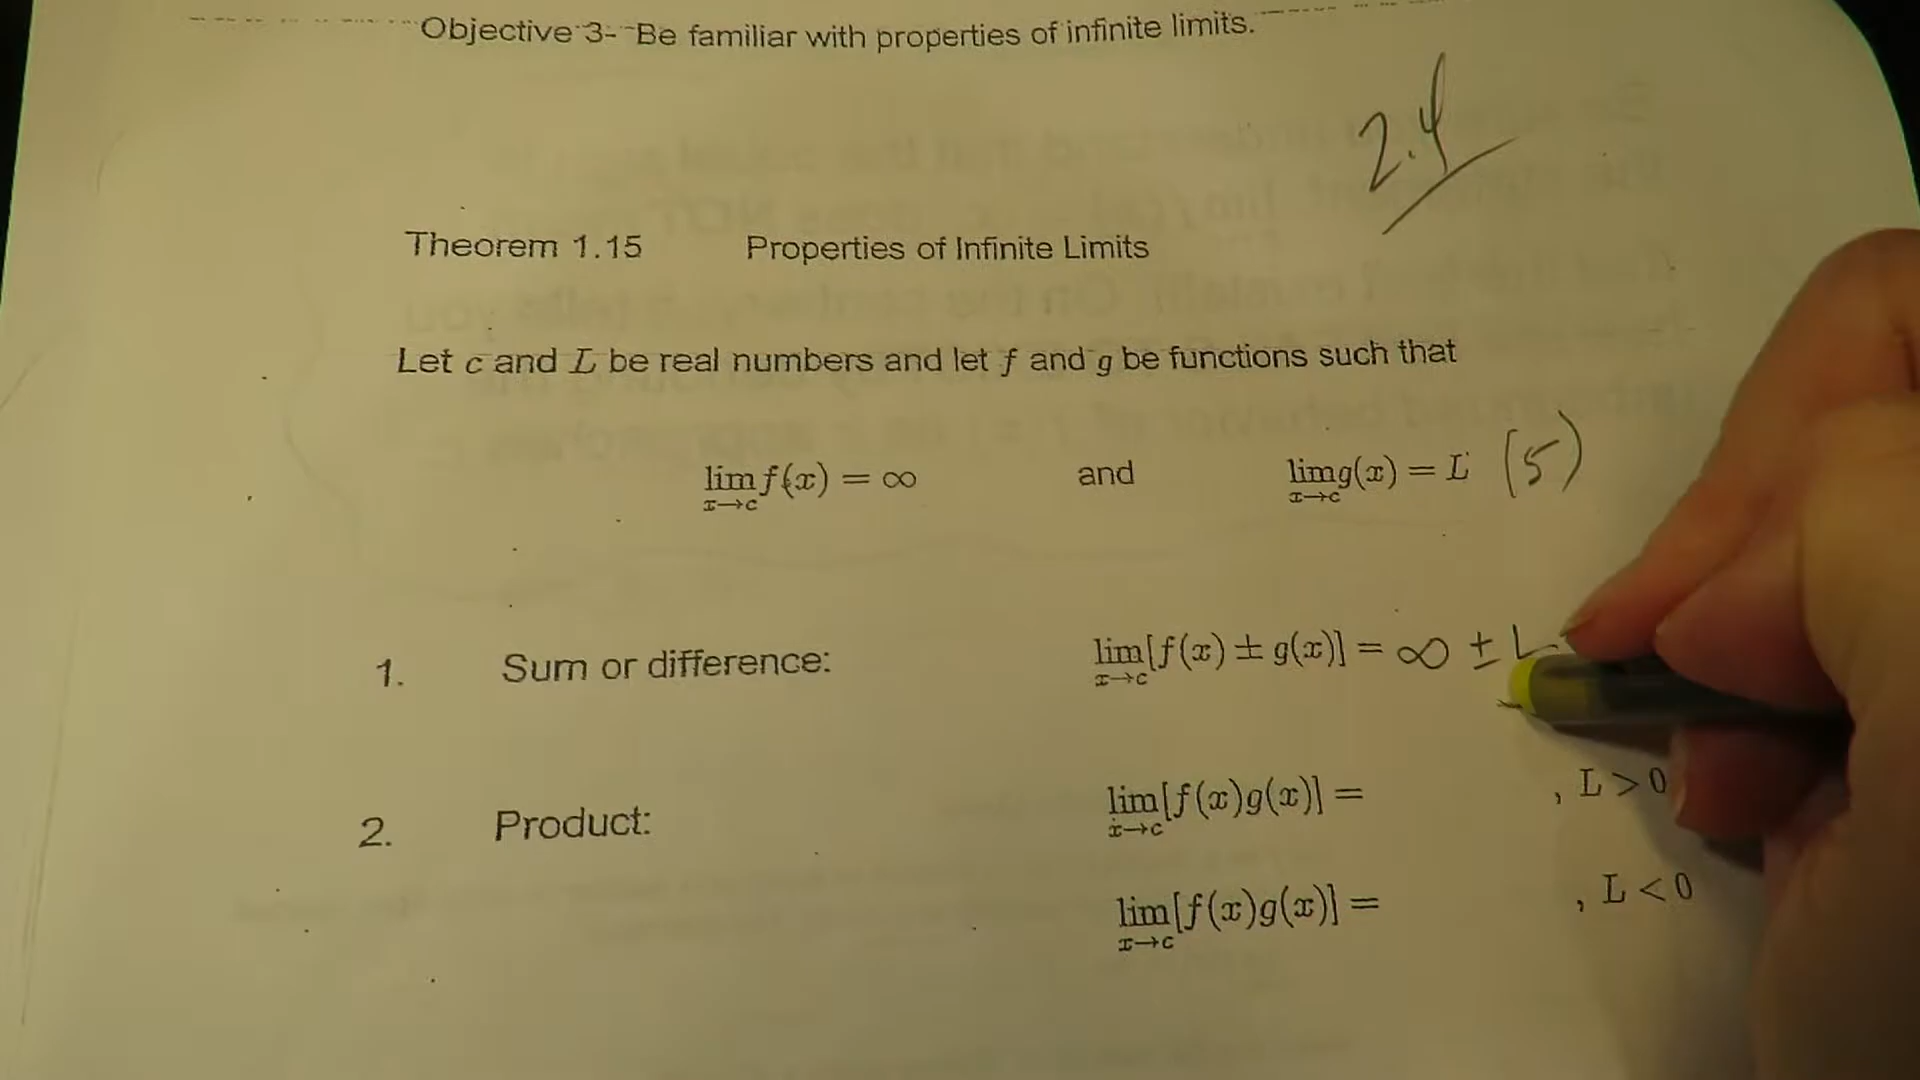 Objective 3- Be familiar with properties of infinite limits.
2.4
Theorem 1.15 Properties of Infinite Limits
Let c and L be real numbers and let f and g be functions such that
lim f(x) = ∞ and lim g(x) = L (5)
x→c x→c
1. Sum or difference: lim[f(x) ± g(x)] = ∞ ± L
x→c
2. Product: lim[f(x)g(x)] = , L > 0
x→c
lim[f(x)g(x)] = , L < 0
x→c